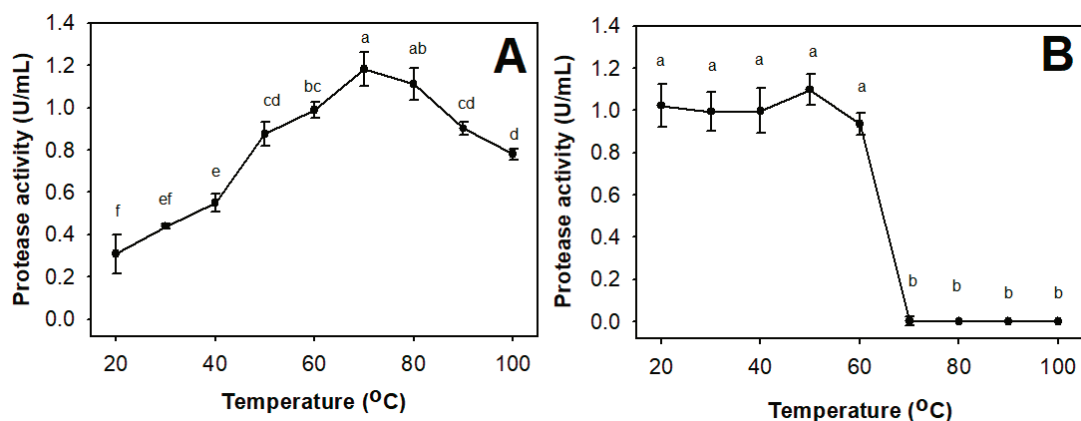 A
Protease activity (U/mL)
1.4
1.2
1.0
0.8
0.6
0.4
0.2
0.0
f
ef
e
cd
bc
a
ab
cd
d
20 40 60 80 100
Temperature (ºC)
B
Protease activity (U/mL)
1.4
1.2
1.0
0.8
0.6
0.4
0.2
0.0
a
a
a
a
a
b
b
b
b
20 40 60 80 100
Temperature (ºC)